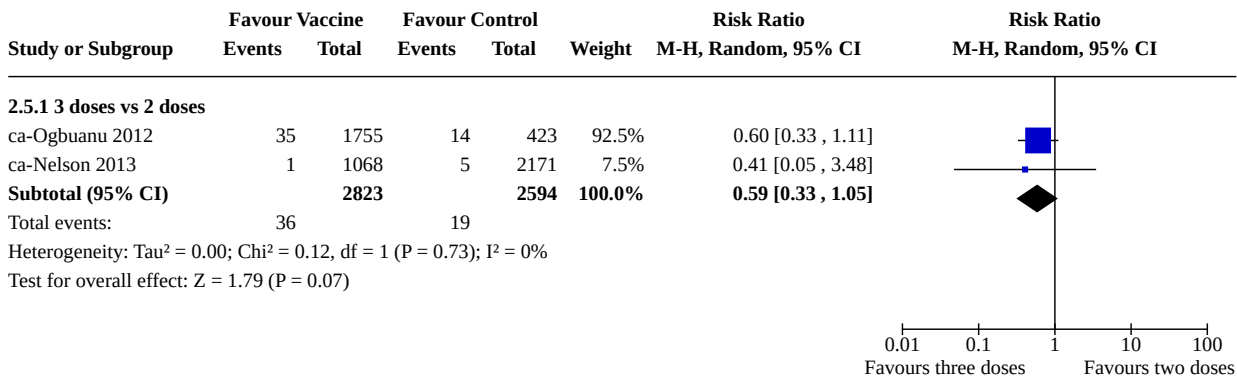 Favour Vaccine Favour Control Risk Ratio Risk Ratio
Study or Subgroup Events Total Events Total Weight M-H, Random, 95% CI M-H, Random, 95% CI
2.5.1 3 doses vs 2 doses
ca-Ogbuanu 2012 35 1755 14 423 92.5% 0.60 [0.33 , 1.11]
ca-Nelson 2013 1 1068 5 2171 7.5% 0.41 [0.05 , 3.48]
Subtotal (95% CI) 2823 2594 100.0% 0.59 [0.33 , 1.05]
Total events: 36 19
Heterogeneity: Tau² = 0.00; Chi² = 0.12, df = 1 (P = 0.73); I² = 0%
Test for overall effect: Z = 1.79 (P = 0.07)
0.01 0.1 1 10 100
Favours three doses Favours two doses